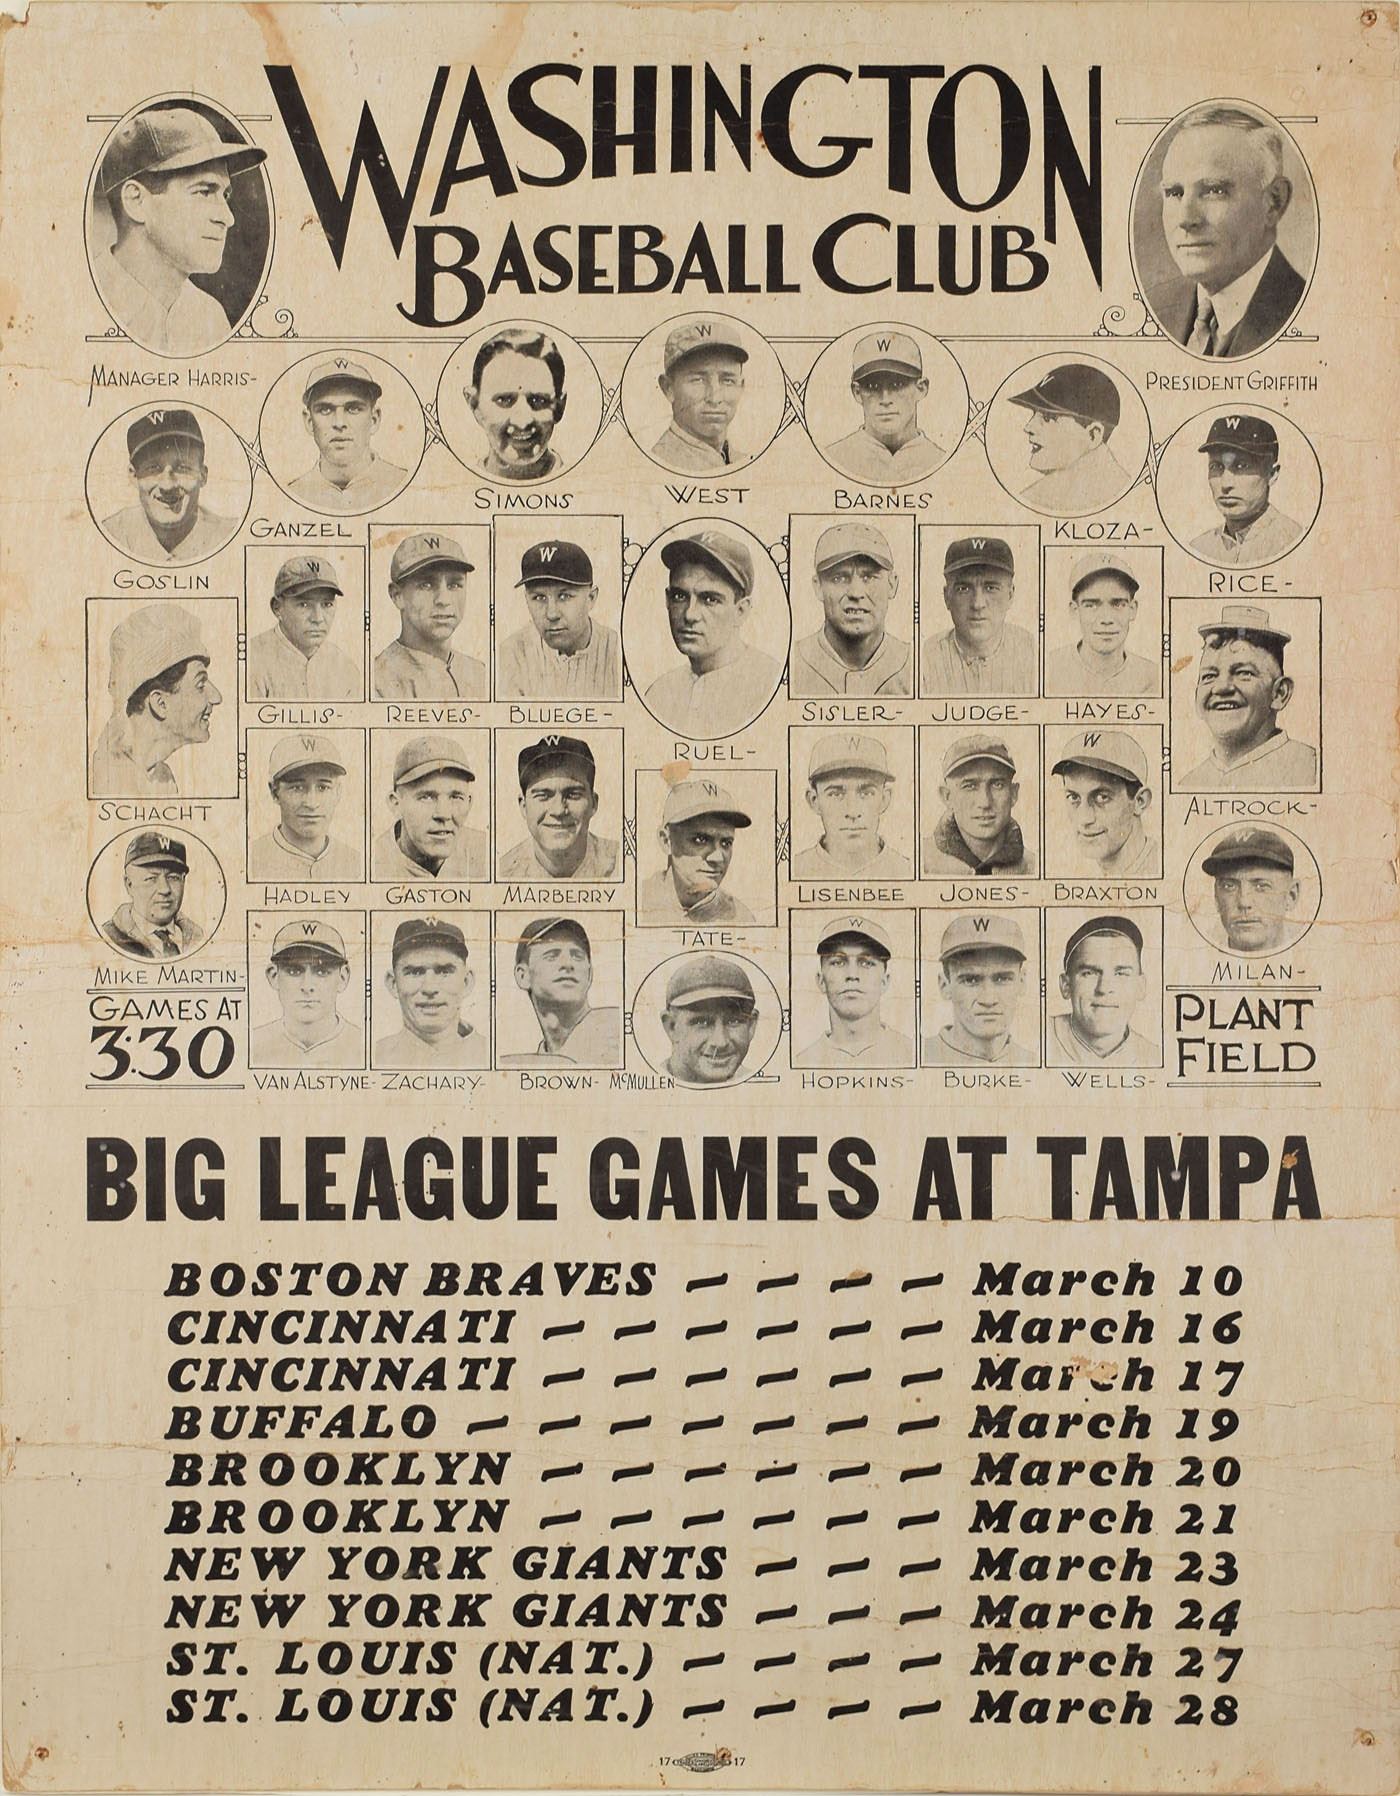 WASHINGTON
BASEBALL CLUB
MANAGER HARRIS-
PRESIDENT GRIFFITH
SIMONS
WEST
BARNES
GANZEL
KLOZA-
GOSLIN
RICE-
GILLIS-
REEVES-
BLUEGE-
RUEL-
SISLER-
JUDGE-
HAYES-
SCHACHT
ALTROCK-
HADLEY
GASTON
MARBERRY
TATE-
LISENBEE
JONES-
BRAXTON
MIKE MARTIN-
MILAN-
GAMES AT
3:30
PLANT
FIELD
VAN ALSTYNE-
ZACHARY-
BROWN-
McMULLEN
HOPKINS-
BURKE-
WELLS-
BIG LEAGUE GAMES AT TAMPA
BOSTON BRAVES — — — — March 10
CINCINNATI — — — — — — March 16
CINCINNATI — — — — — — March 17
BUFFALO — — — — — — — March 19
BROOKLYN — — — — — — March 20
BROOKLYN — — — — — — March 21
NEW YORK GIANTS — — — March 23
NEW YORK GIANTS — — — March 24
ST. LOUIS (NAT.) — — — — March 27
ST. LOUIS (NAT.) — — — — March 28
17 17